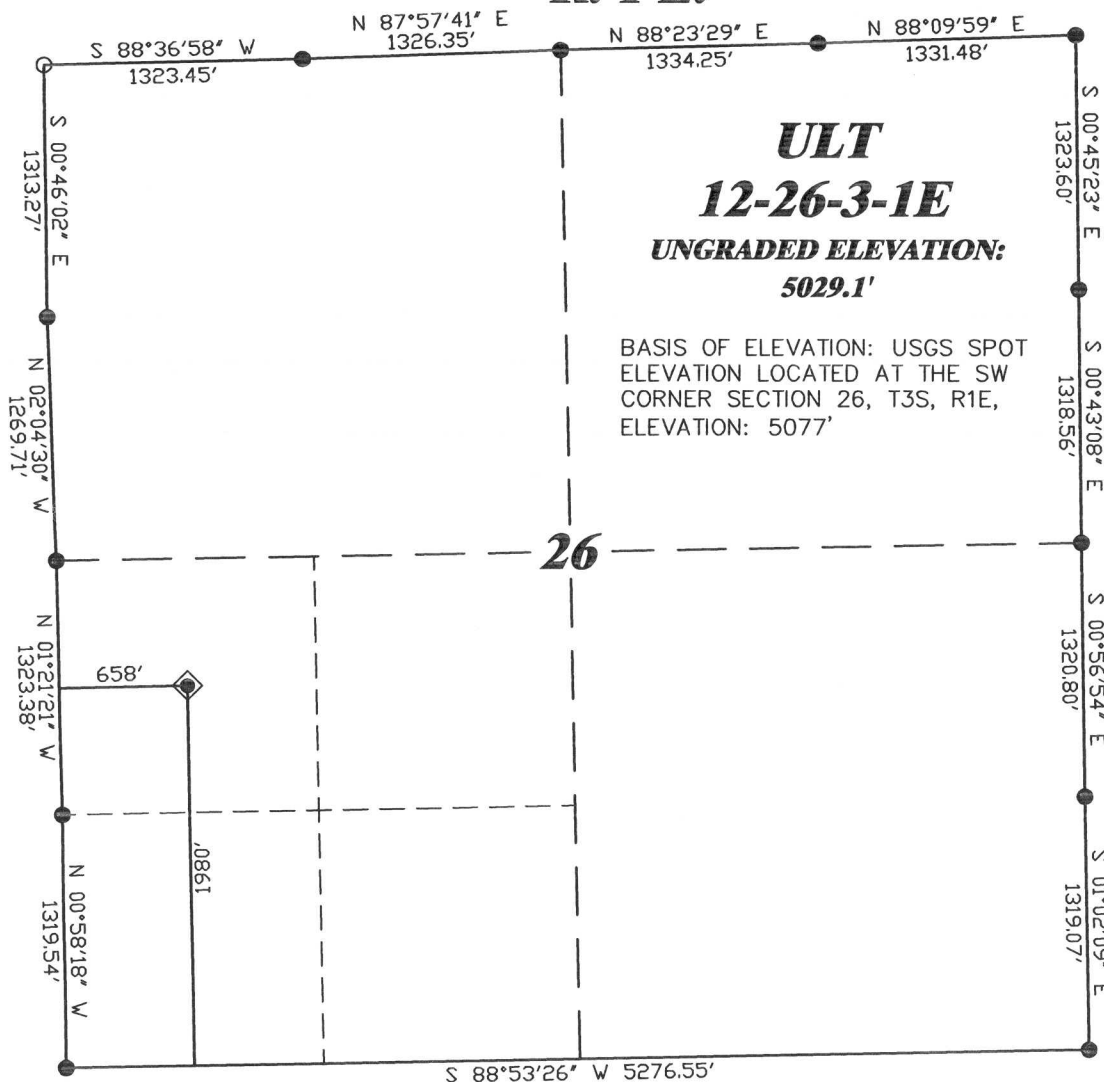 S 88°36'58" W
1323.45'
N 87°57'41" E
1326.35'
N 88°23'29" E
1334.25'
N 88°09'59" E
1331.48'
S 00°46'02" E
1313.27'
N 02°04'30" W
1269.71'
N 01°21'21" W
1323.38'
N 00°58'18" W
1319.54'
ULT
12-26-3-1E
UNGRADED ELEVATION:
5029.1'
BASIS OF ELEVATION: USGS SPOT
ELEVATION LOCATED AT THE SW
CORNER SECTION 26, T3S, R1E,
ELEVATION: 5077'
26
658'
1980'
S 00°45'23" E
1323.60'
S 00°43'08" E
1318.56'
S 00°56'54" E
1320.80'
S 01°02'09" E
1319.07'
S 88°53'26" W 5276.55'